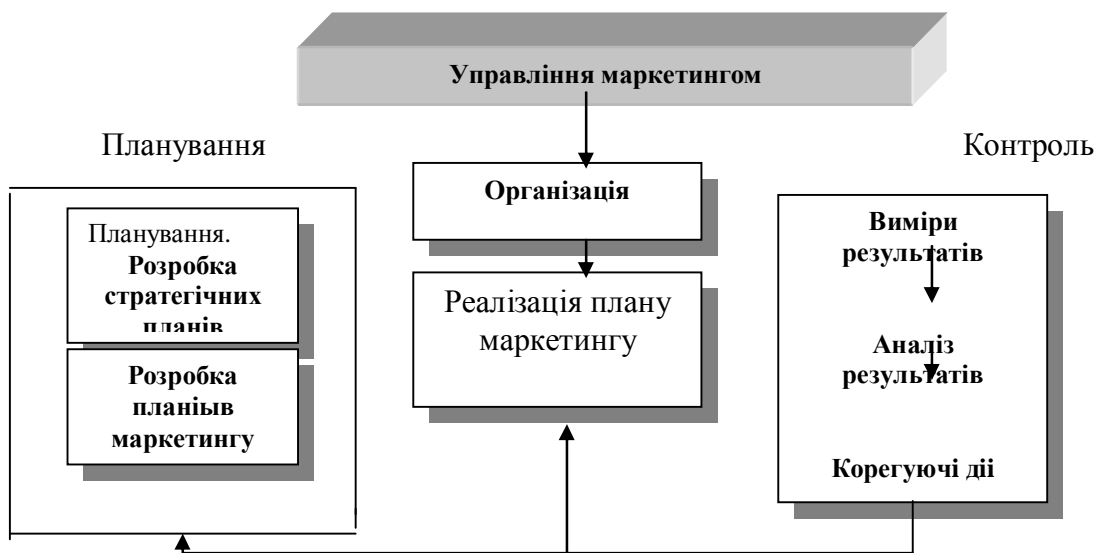 Управління маркетингом
Планування
Контроль
Організація
Планування.
Розробка
стратегічних
планів
Розробка
планіыв
маркетингу
Реалізація плану
маркетингу
Виміри
результатів
Аналіз
результатів
Корегуючі діі